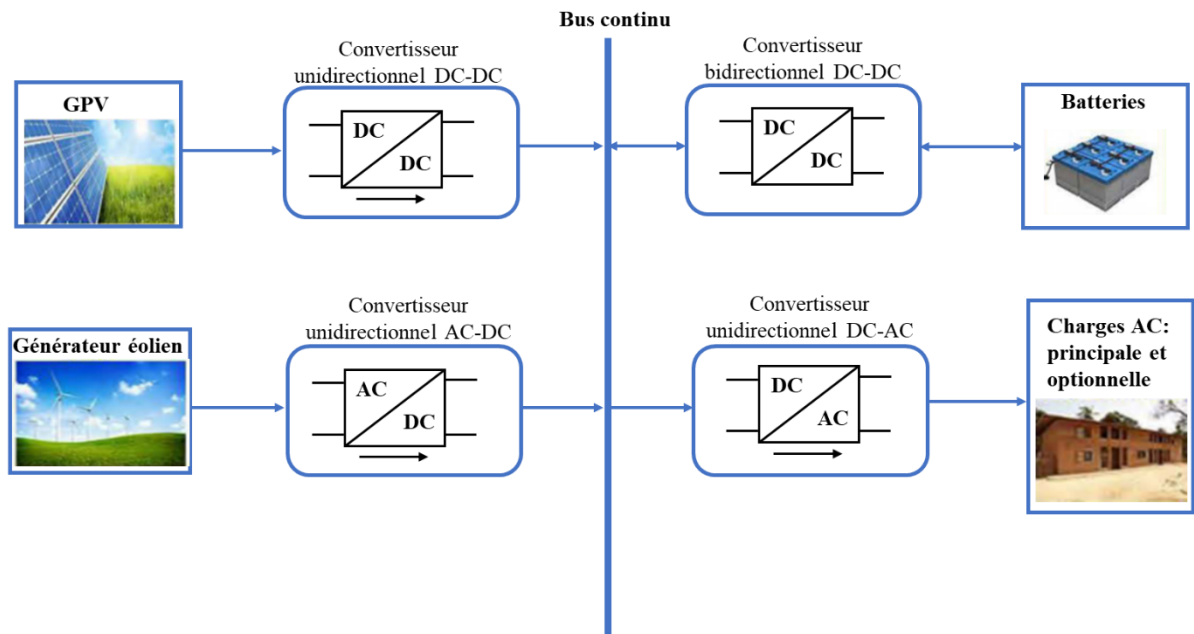 Bus continu
Convertisseur
unidirectionnel DC-DC
Convertisseur
bidirectionnel DC-DC
GPV
DC
DC
DC
DC
Batteries
Convertisseur
unidirectionnel AC-DC
Convertisseur
unidirectionnel DC-AC
Générateur éolien
AC
DC
DC
AC
Charges AC:
principale et
optionnelle